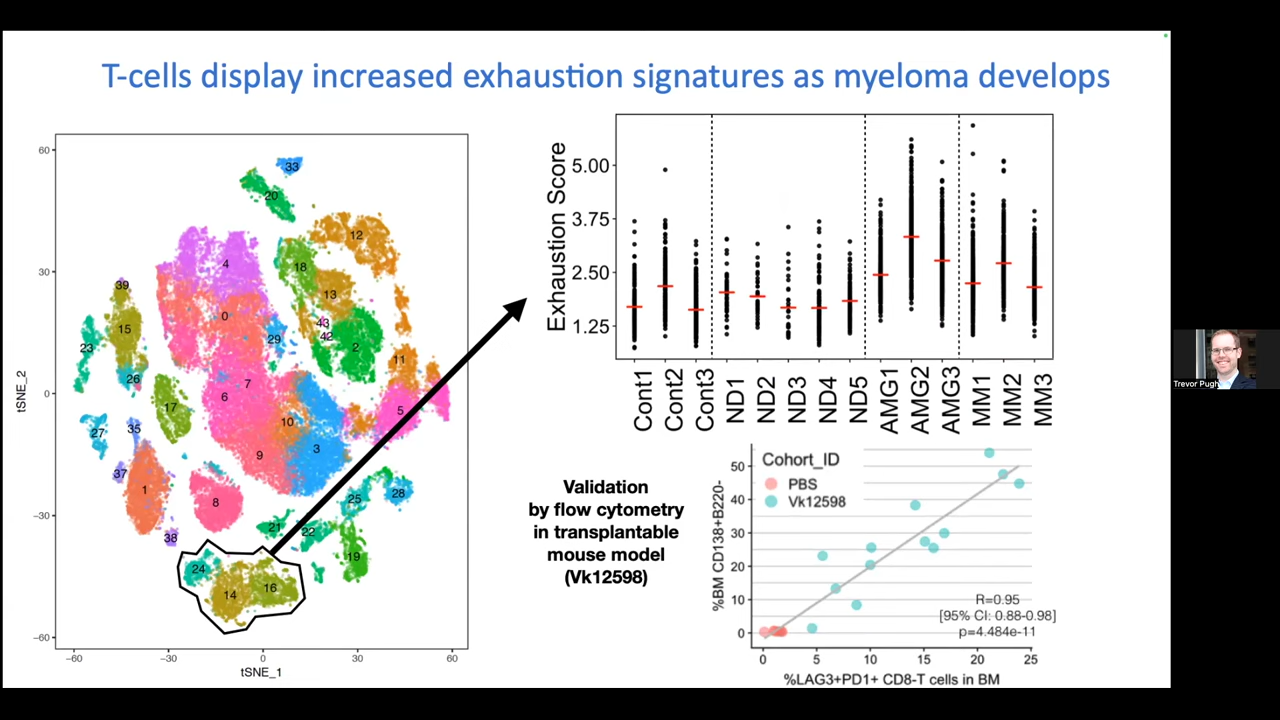 T-cells display increased exhaustion signatures as myeloma develops
60
30
0
−30
−60
tSNE_2
−60
−30
0
30
60
tSNE_1
33
20
12
4
18
39
13
0
15
43
42
29
2
23
11
26
7
6
17
5
10
35
27
3
9
37
1
8
25
28
21
22
38
19
24
14
16
Exhaustion Score
5.00
3.75
2.50
1.25
Cont1
Cont2
Cont3
ND1
ND2
ND3
ND4
ND5
AMG1
AMG2
AMG3
MM1
MM2
MM3
Validation
by flow cytometry
in transplantable
mouse model
(Vk12598)
Cohort_ID
PBS
Vk12598
%BM CD138+B220-
50
40
30
20
10
0
R=0.95
[95% CI: 0.88-0.98]
p=4.484e-11
0
5
10
15
20
25
%LAG3+PD1+ CD8-T cells in BM
Trevor Pugh